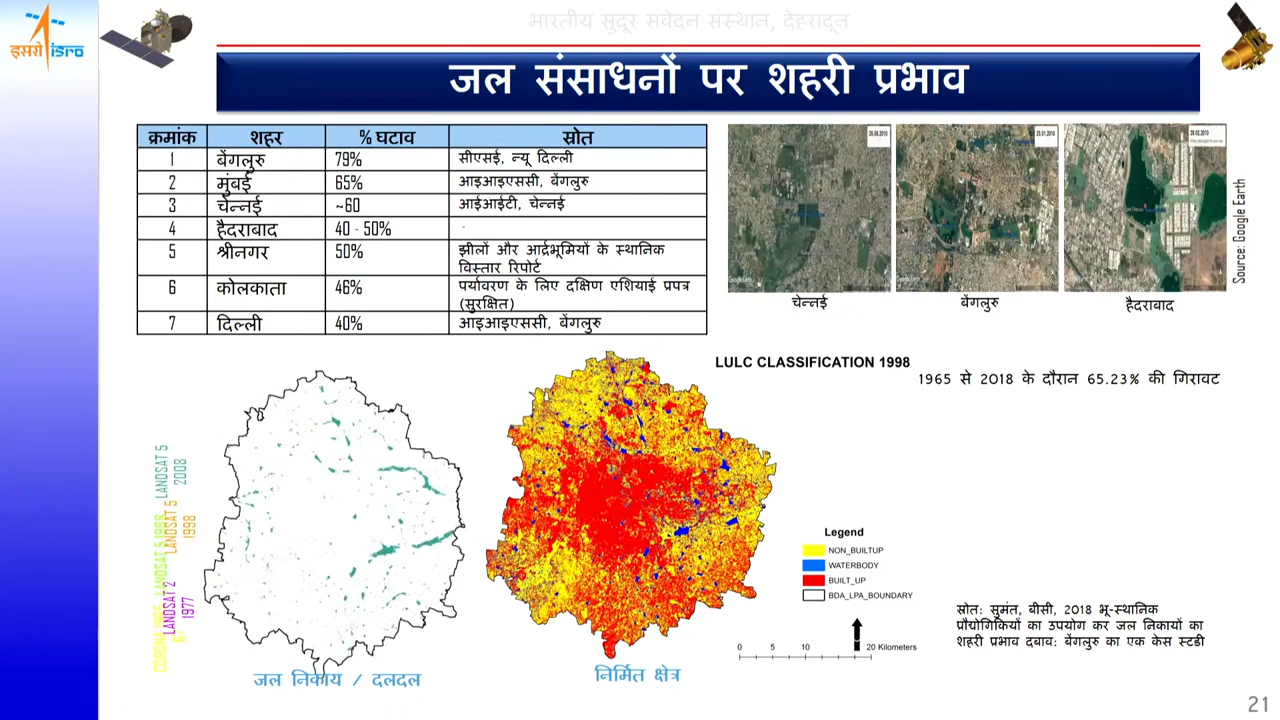 भारतीय सुदूर संवेदन संस्थान, देहरादून
इसरो isro
जल संसाधनों पर शहरी प्रभाव
क्रमांक शहर % घटाव स्रोत
1 बेंगलुरु 79% सीएसई, न्यू दिल्ली
2 मुंबई 65% आइआइएससी, बेंगलुरु
3 चेन्नई ~60 आईआईटी, चेन्नई
4 हैदराबाद 40 - 50% -
5 श्रीनगर 50% झीलों और आर्द्रभूमियों के स्थानिक
विस्तार रिपोर्ट
6 कोलकाता 46% पर्यावरण के लिए दक्षिण एशियाई प्रपत्र
(सुरक्षित)
7 दिल्ली 40% आइआइएससी, बेंगलुरु
Source: Google Earth
चेन्नई
बेंगलुरु
हैदराबाद
LULC CLASSIFICATION 1998
1965 से 2018 के दौरान 65.23% की गिरावट
LANDSAT 5
2008
LANDSAT 5
1998
LANDSAT 2
1977
Legend
NON_BUILTUP
WATERBODY
BUILT_UP
BDA_LPA_BOUNDARY
0 5 10 20 Kilometers
जल निकाय / दलदल
निर्मित क्षेत्र
स्रोत: सुमंत, बीसी, 2018 भू-स्थानिक
प्रौद्योगिकियों का उपयोग कर जल निकायों का
शहरी प्रभाव दबाव: बेंगलुरु का एक केस स्टडी
21